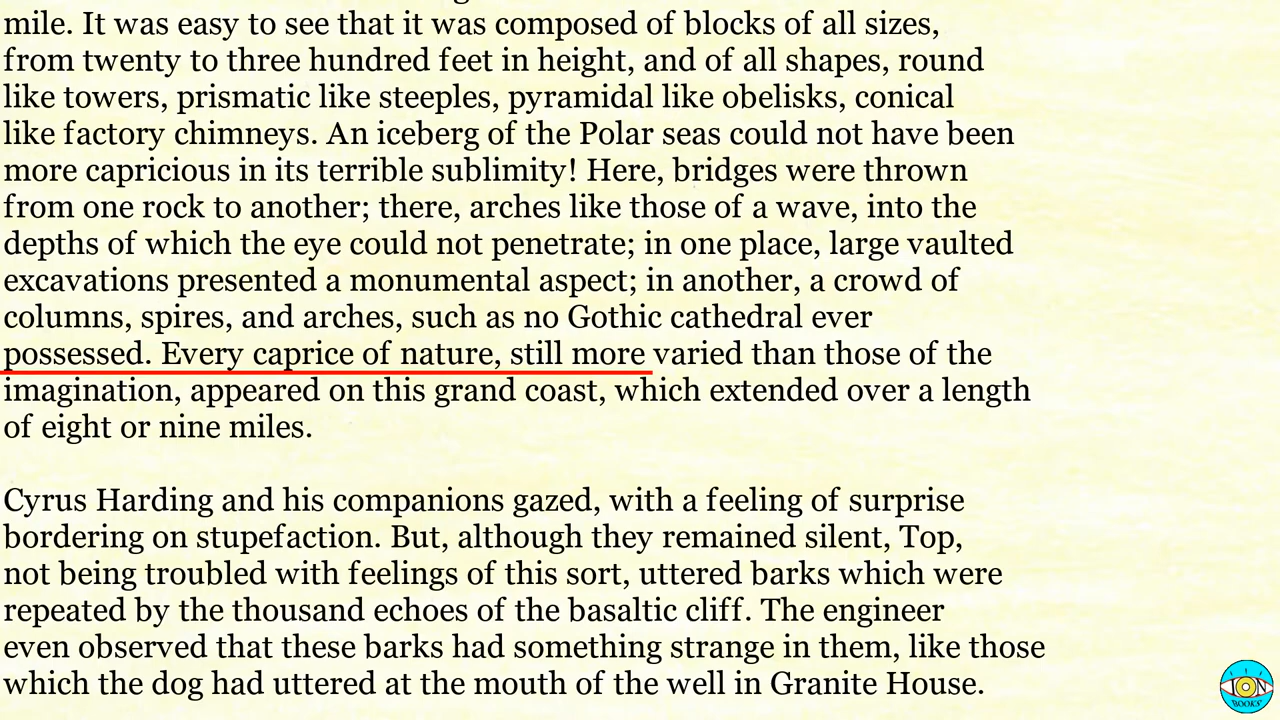 mile. It was easy to see that it was composed of blocks of all sizes,
from twenty to three hundred feet in height, and of all shapes, round
like towers, prismatic like steeples, pyramidal like obelisks, conical
like factory chimneys. An iceberg of the Polar seas could not have been
more capricious in its terrible sublimity! Here, bridges were thrown
from one rock to another; there, arches like those of a wave, into the
depths of which the eye could not penetrate; in one place, large vaulted
excavations presented a monumental aspect; in another, a crowd of
columns, spires, and arches, such as no Gothic cathedral ever
possessed. Every caprice of nature, still more varied than those of the
imagination, appeared on this grand coast, which extended over a length
of eight or nine miles.
Cyrus Harding and his companions gazed, with a feeling of surprise
bordering on stupefaction. But, although they remained silent, Top,
not being troubled with feelings of this sort, uttered barks which were
repeated by the thousand echoes of the basaltic cliff. The engineer
even observed that these barks had something strange in them, like those
which the dog had uttered at the mouth of the well in Granite House.
ION
BOOKS